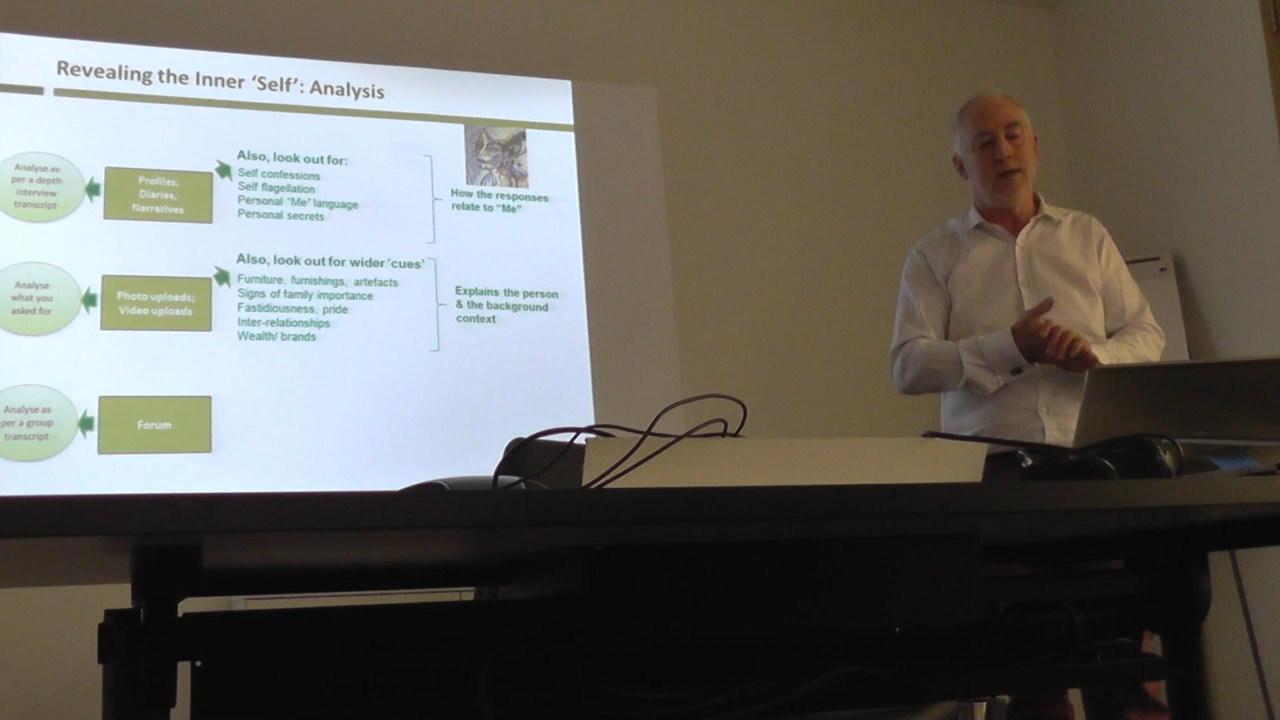 Revealing the Inner ‘Self’: Analysis
Analyse as
per a depth
interview
transcript
Profiles,
Diaries,
Narratives
Also, look out for:
Self confessions
Self flagellation
Personal “Me” language
Personal secrets
How the responses
relate to “Me”
Analyse
what you
asked for
Photo uploads;
Video uploads
Also, look out for wider ‘cues’
Furniture, furnishings, artefacts
Signs of family importance
Fastidiousness, pride
Inter-relationships
Wealth/ brands
Explains the person
& the background
context
Analyse as
per a group
transcript
Forum